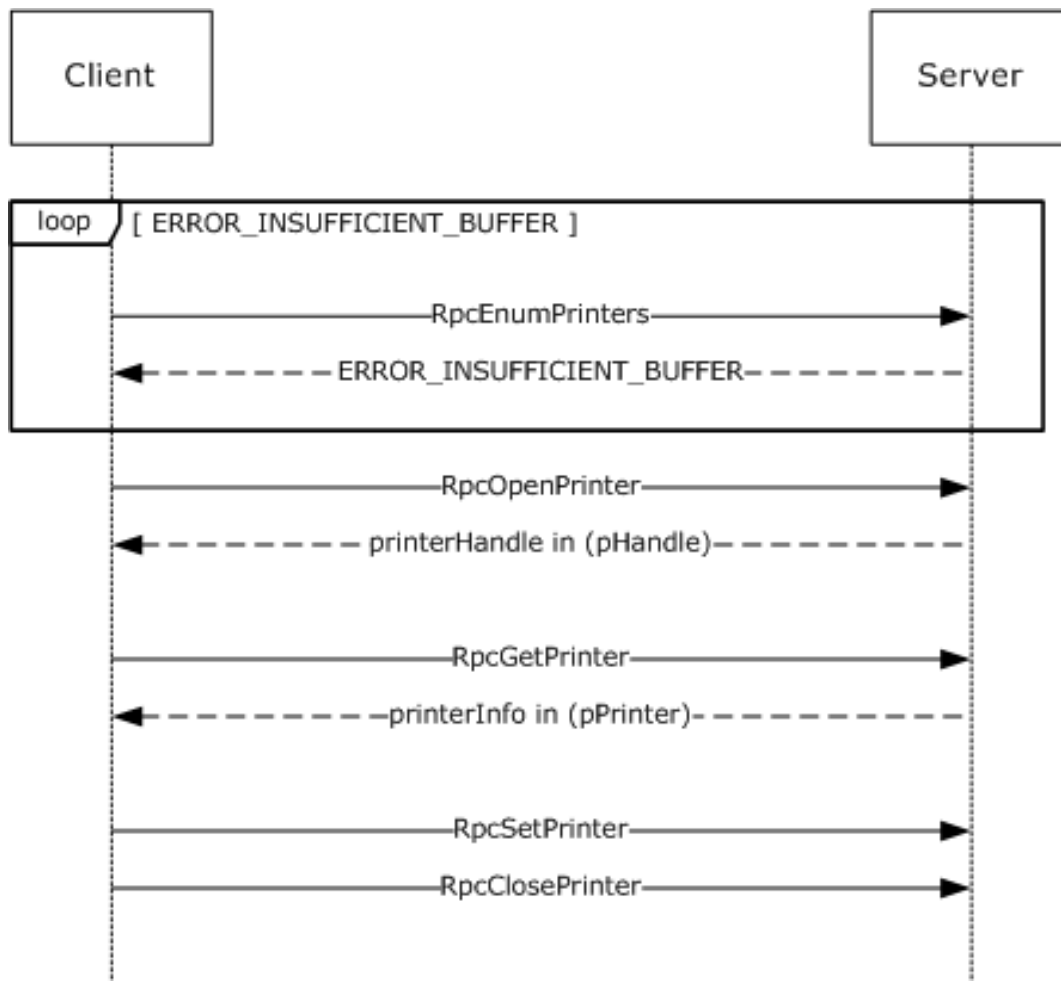 Client
Server
loop
[ ERROR_INSUFFICIENT_BUFFER ]
RpcEnumPrinters
ERROR_INSUFFICIENT_BUFFER
RpcOpenPrinter
printerHandle in (pHandle)
RpcGetPrinter
printerInfo in (pPrinter)
RpcSetPrinter
RpcClosePrinter